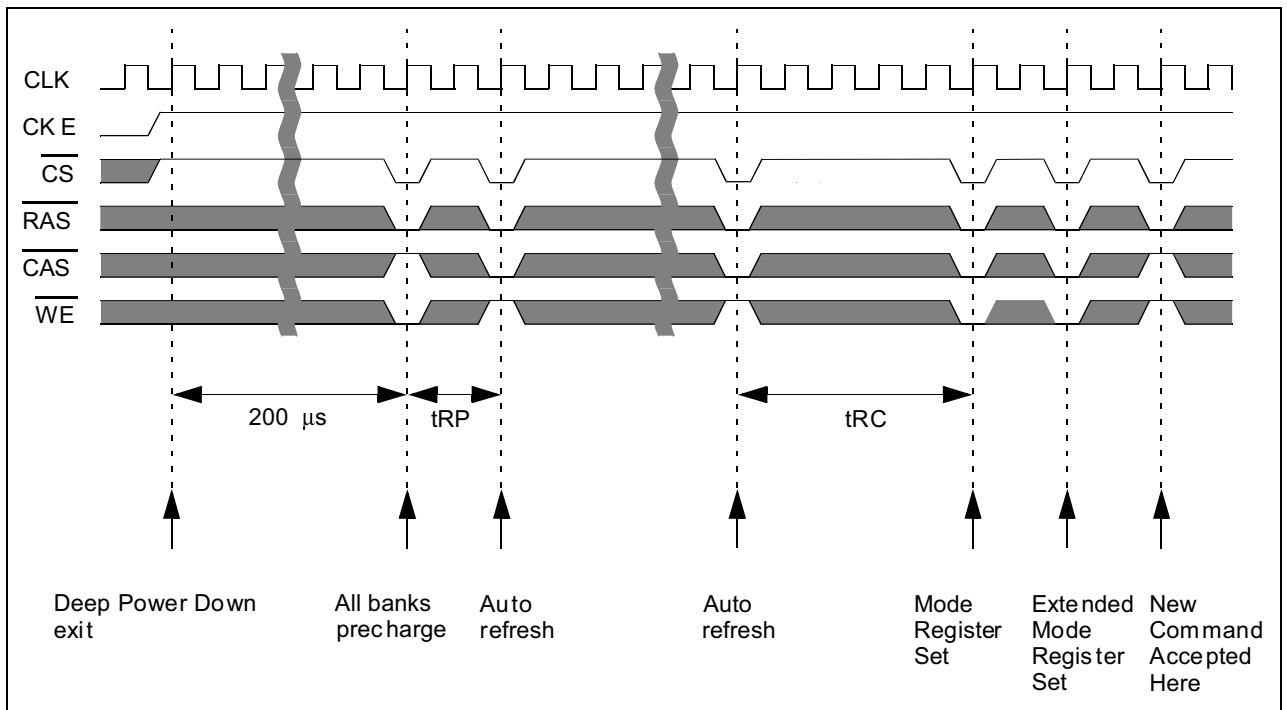 CLK
CKE
CS
RAS
CAS
WE
200 μs
tRP
tRC
Deep Power Down
exit
All banks
precharge
Auto
refresh
Auto
refresh
Mode
Register
Set
Extended
Mode
Register
Set
New
Command
Accepted
Here